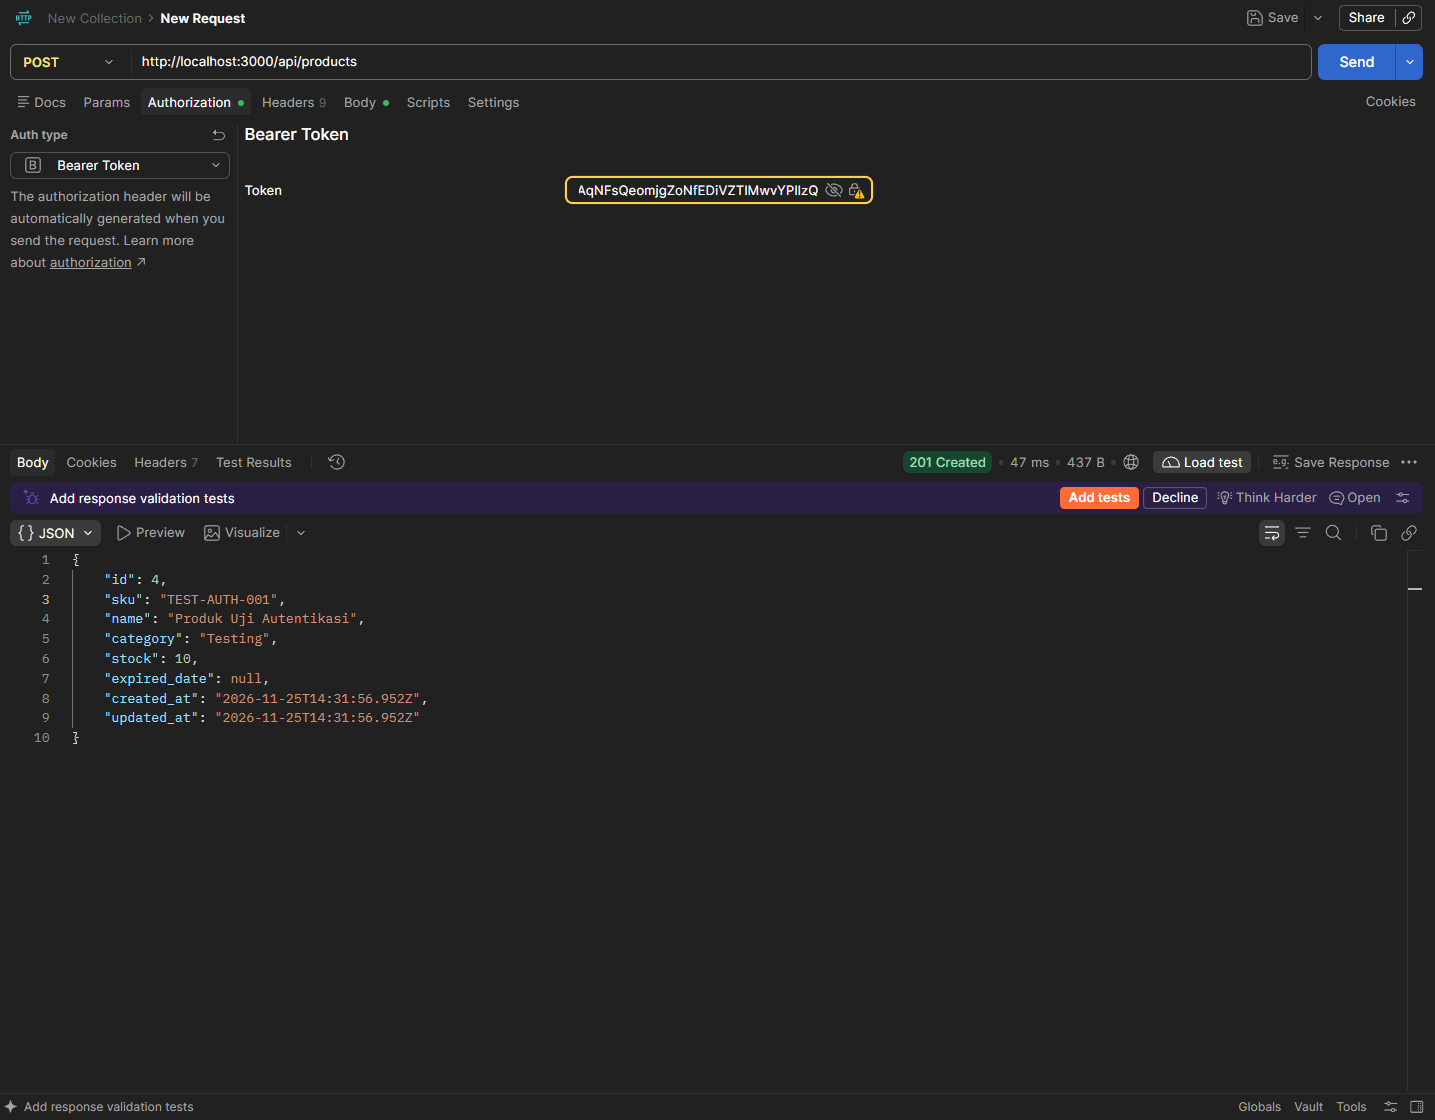 HTTP New Collection > New Request Save Share
POST http://localhost:3000/api/products Send
Docs Params Authorization Headers 9 Body Scripts Settings Cookies
Auth type
B Bearer Token
The authorization header will be
automatically generated when you
send the request. Learn more
about authorization ↗
Bearer Token
Token AqNFsQeomjgZoNfEDiVZTIMwvYPIIzQ
Body Cookies Headers 7 Test Results 201 Created • 47 ms • 437 B • Load test e.g. Save Response
Add response validation tests Add tests Decline Think Harder Open
{} JSON Preview Visualize
1 {
2 "id": 4,
3 "sku": "TEST-AUTH-001",
4 "name": "Produk Uji Autentikasi",
5 "category": "Testing",
6 "stock": 10,
7 "expired_date": null,
8 "created_at": "2026-11-25T14:31:56.952Z",
9 "updated_at": "2026-11-25T14:31:56.952Z"
10 }
Add response validation tests Globals Vault Tools